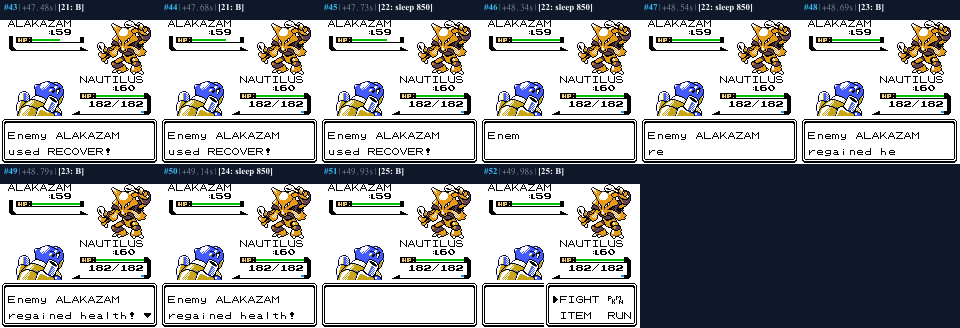 #43|+47.48s| [21: B]
ALAKAZAM
:L59
HP:
NAUTILUS
:L60
HP:
182/182
Enemy ALAKAZAM
used RECOVER!
#44|+47.68s| [21: B]
ALAKAZAM
:L59
HP:
NAUTILUS
:L60
HP:
182/182
Enemy ALAKAZAM
used RECOVER!
#45|+47.73s| [22: sleep 850]
ALAKAZAM
:L59
HP:
NAUTILUS
:L60
HP:
182/182
Enemy ALAKAZAM
used RECOVER!
#46|+48.34s| [22: sleep 850]
ALAKAZAM
:L59
HP:
NAUTILUS
:L60
HP:
182/182
Enem
#47|+48.54s| [22: sleep 850]
ALAKAZAM
:L59
HP:
NAUTILUS
:L60
HP:
182/182
Enemy ALAKAZAM
re
#48|+48.69s| [23: B]
ALAKAZAM
:L59
HP:
NAUTILUS
:L60
HP:
182/182
Enemy ALAKAZAM
regained he
#49|+48.79s| [23: B]
ALAKAZAM
:L59
HP:
NAUTILUS
:L60
HP:
182/182
Enemy ALAKAZAM
regained health!
#50|+49.14s| [24: sleep 850]
ALAKAZAM
:L59
HP:
NAUTILUS
:L60
HP:
182/182
Enemy ALAKAZAM
regained health!
#51|+49.93s| [25: B]
ALAKAZAM
:L59
HP:
NAUTILUS
:L60
HP:
182/182
#52|+49.98s| [25: B]
ALAKAZAM
:L59
HP:
NAUTILUS
:L60
HP:
182/182
FIGHT PKMN
ITEM RUN